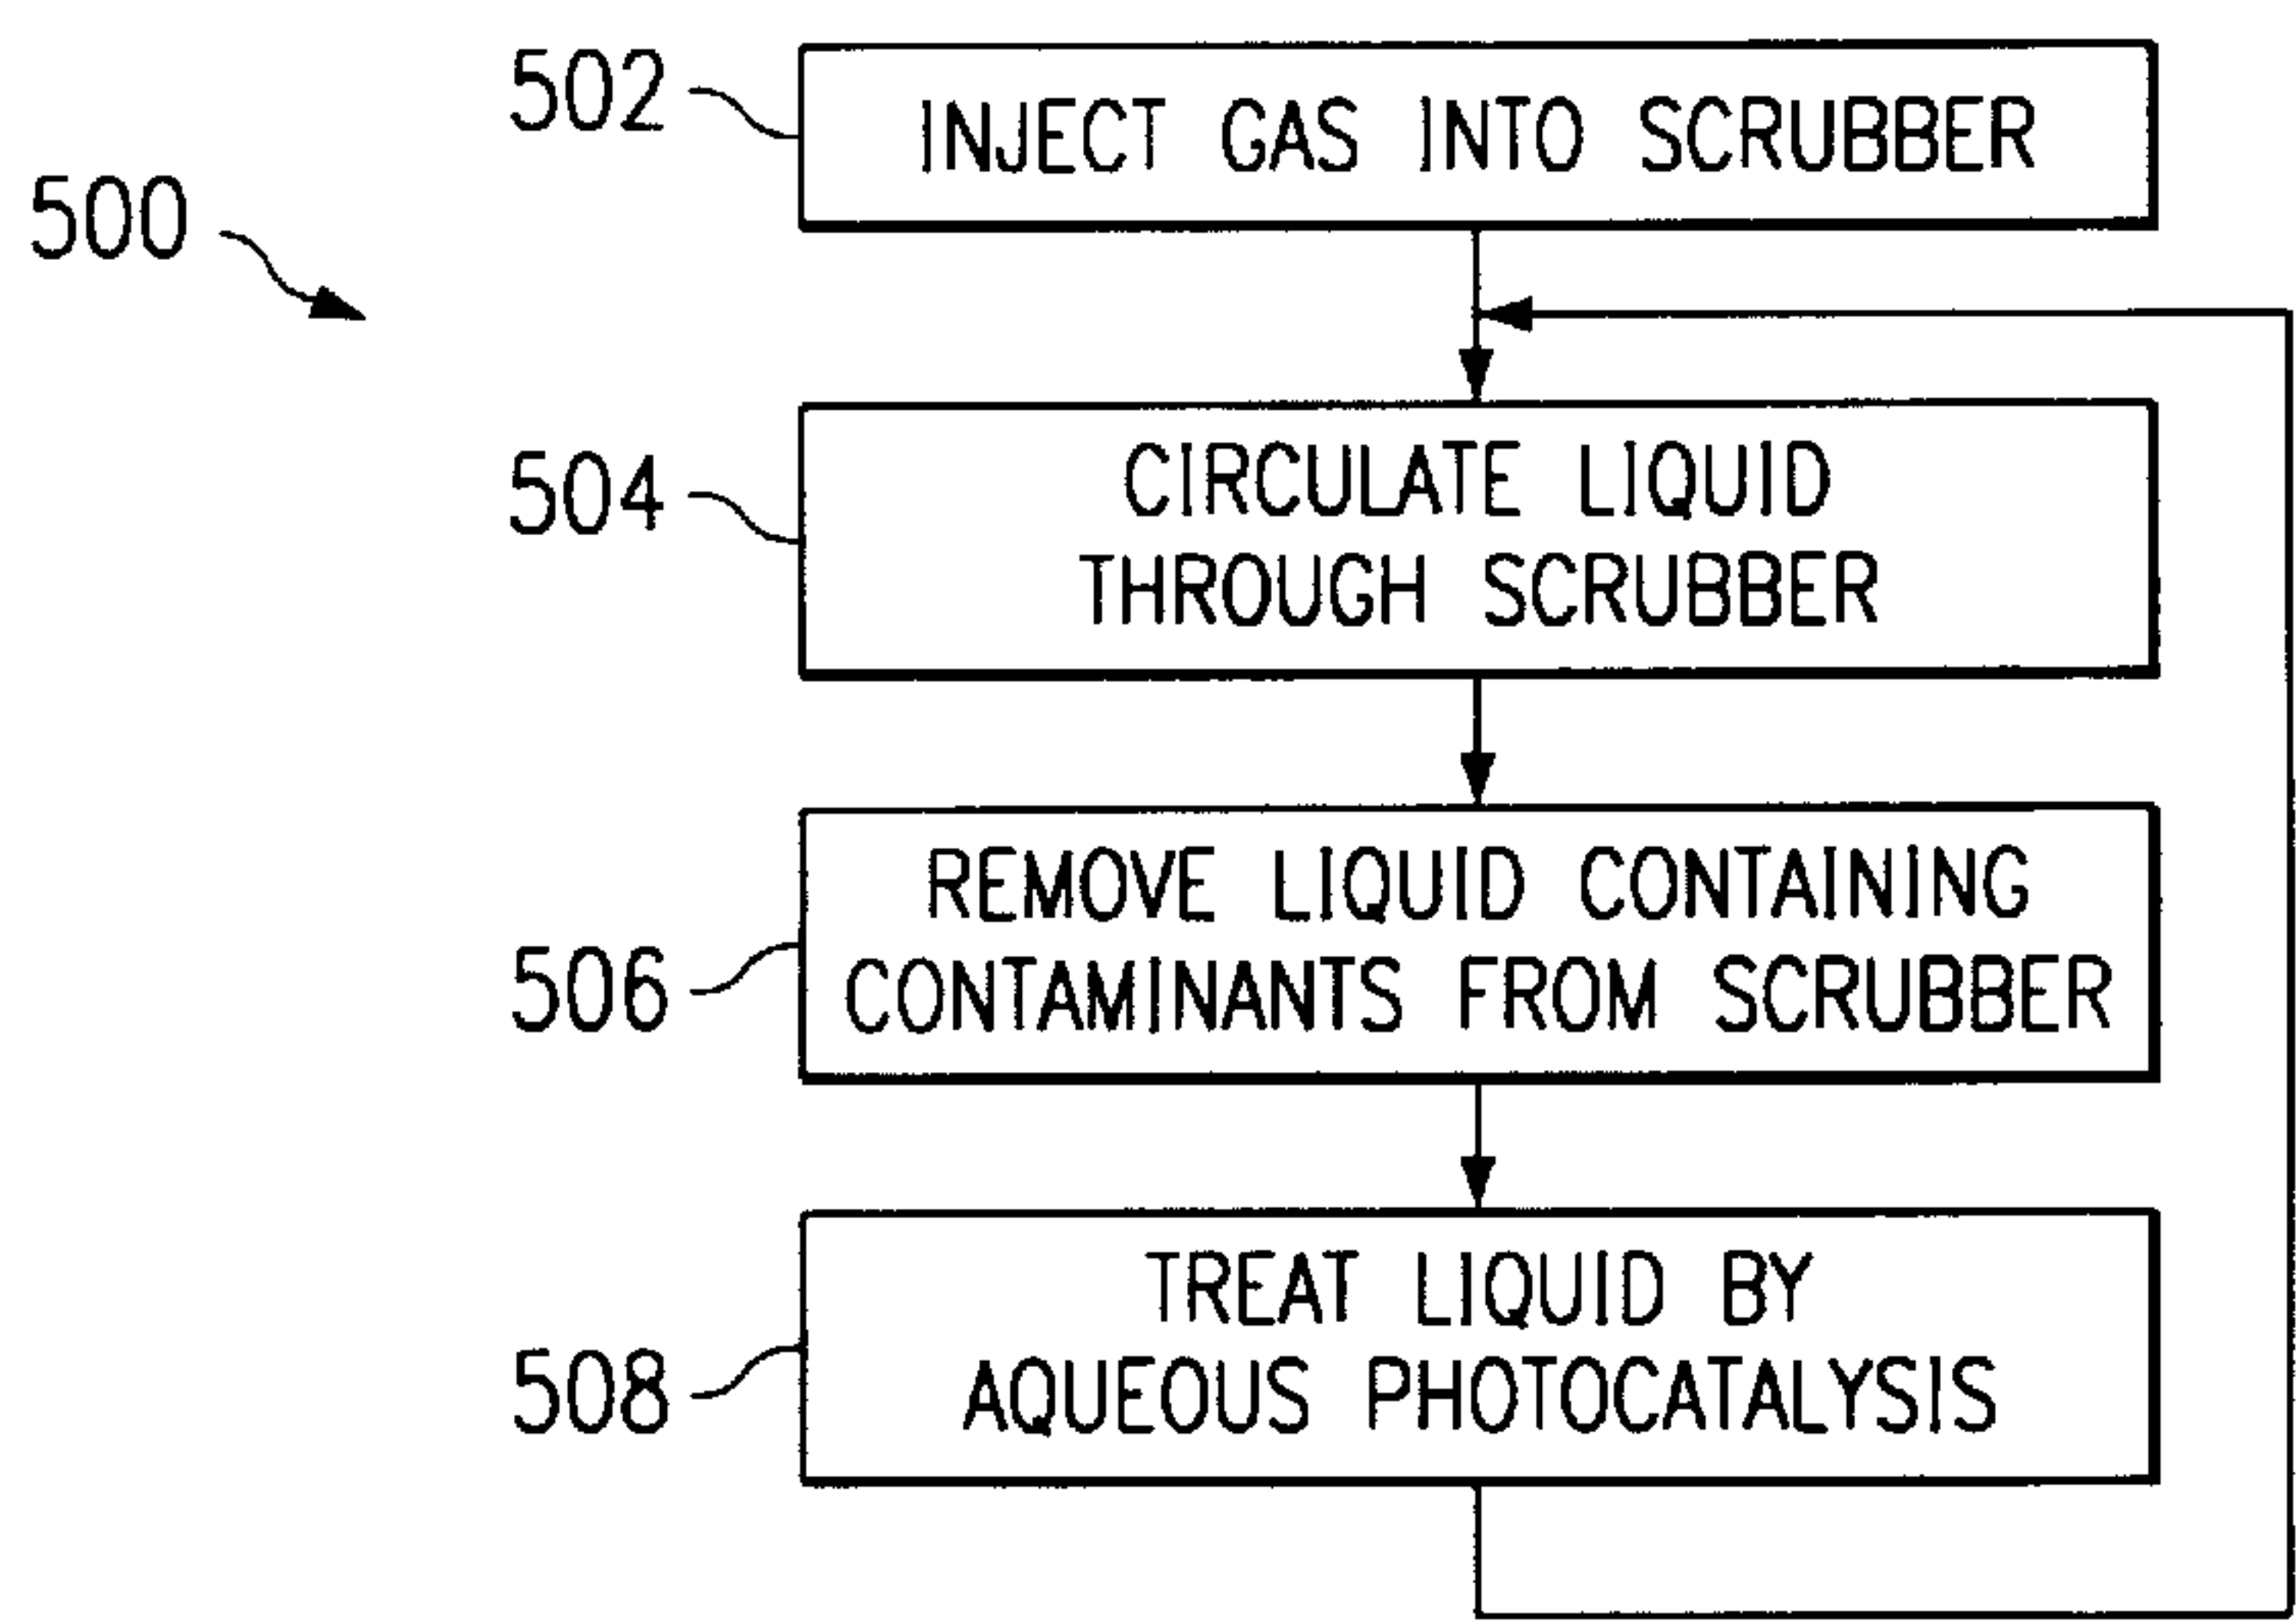 502
INJECT GAS INTO SCRUBBER
500
504
CIRCULATE LIQUID
THROUGH SCRUBBER
506
REMOVE LIQUID CONTAINING
CONTAMINANTS FROM SCRUBBER
508
TREAT LIQUID BY
AQUEOUS PHOTOCATALYSIS